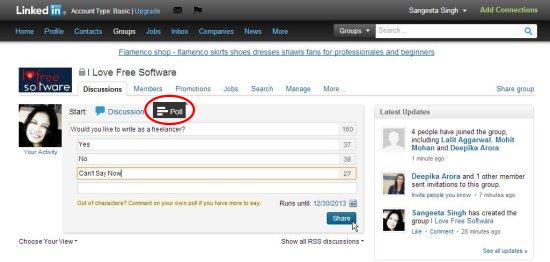 Linked in Account Type: Basic | Upgrade Sangeeta Singh Add Connections
Home Profile Contacts Groups Jobs Inbox Companies News More Groups Search...
Flamenco shop - flamenco skirts shoes dresses shawls fans for professionales and beginners
I free software I Love Free Software
Discussions Members Promotions Jobs Search Manage More... Share group
Start: Discussion Poll
Would you like to write as a freelancer? 160
Yes 37
No 38
Can't Say Now 27
Out of characters? Comment on your own poll if you have more to say. Runs until: 12/30/2013
Share
Your Activity
Choose Your View Show all RSS discussions
Latest Updates
4 people have joined the group,
including Lalit Aggarwal, Mohit
Mohan and Deepika Arora
1 minute ago
Deepika Arora and 1 other member
sent invitations to this group.
Invite people you know • 7 minutes ago
Sangeeta Singh has created the
group I Love Free Software
Like • Comment • 28 minutes ago
See all updates »